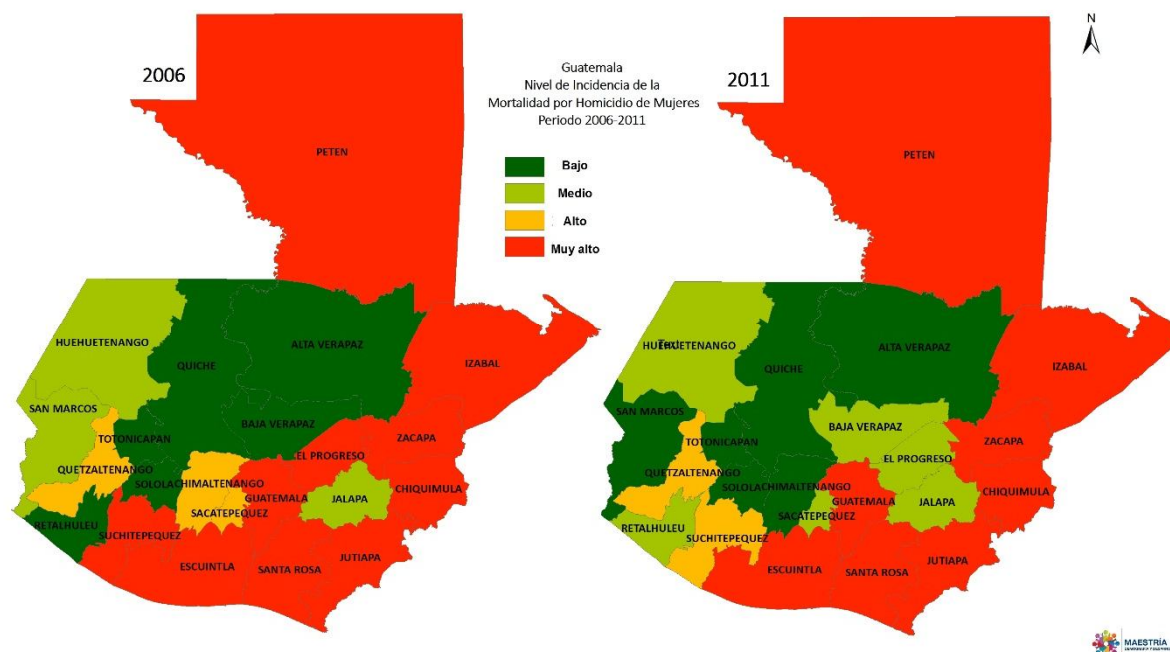 2006
Guatemala
Nivel de Incidencia de la
Mortalidad por Homicidio de Mujeres
Periodo 2006-2011
Bajo
Medio
Alto
Muy alto
PETEN
HUEHUETENANGO
QUICHE
ALTA VERAPAZ
IZABAL
SAN MARCOS
TOTONICAPAN
BAJA VERAPAZ
ZACAPA
QUETZALTENANGO
EL PROGRESO
SOLOLA
CHIMALTENANGO
GUATEMALA
JALAPA
CHIQUIMULA
SACATEPEQUEZ
RETALHULEU
SUCHITEPEQUEZ
ESCUINTLA
SANTA ROSA
JUTIAPA
2011
N
PETEN
HUEHUETENANGO
QUICHE
ALTA VERAPAZ
IZABAL
SAN MARCOS
TOTONICAPAN
BAJA VERAPAZ
ZACAPA
EL PROGRESO
QUETZALTENANGO
SOLOLA
CHIMALTENANGO
GUATEMALA
JALAPA
CHIQUIMULA
SACATEPEQUEZ
RETALHULEU
SUCHITEPEQUEZ
ESCUINTLA
SANTA ROSA
JUTIAPA
MAESTRÍA